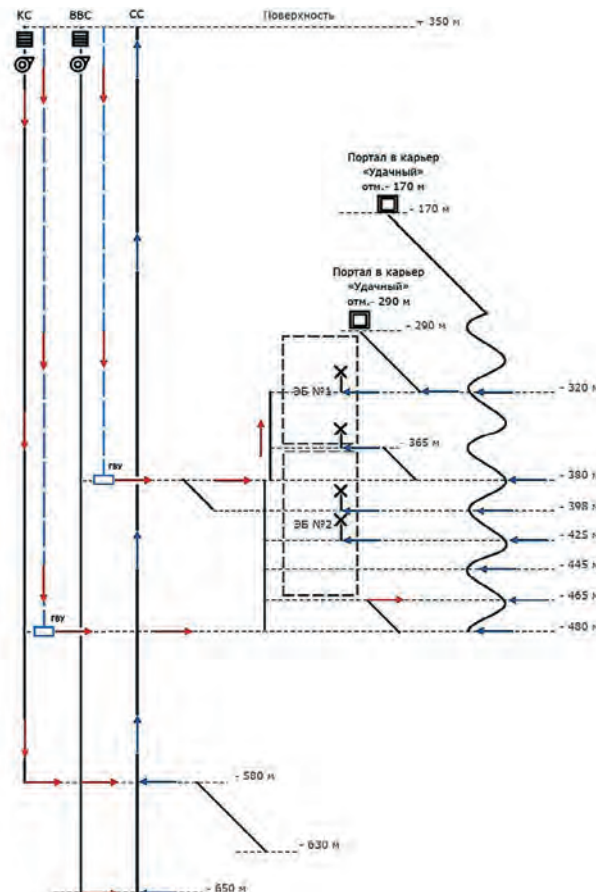 КС ВВС СС Поверхность 350 м
Портал в карьер
«Удачный»
отм.- 170 м
- 170 м
Портал в карьер
«Удачный»
отм.- 290 м
- 290 м
ЭБ №1
- 320 м
- 365 м
ГВУ
- 380 м
- 398 м
ЭБ №2
- 425 м
- 445 м
- 465 м
ГВУ
- 480 м
- 580 м
- 630 м
- 650 м